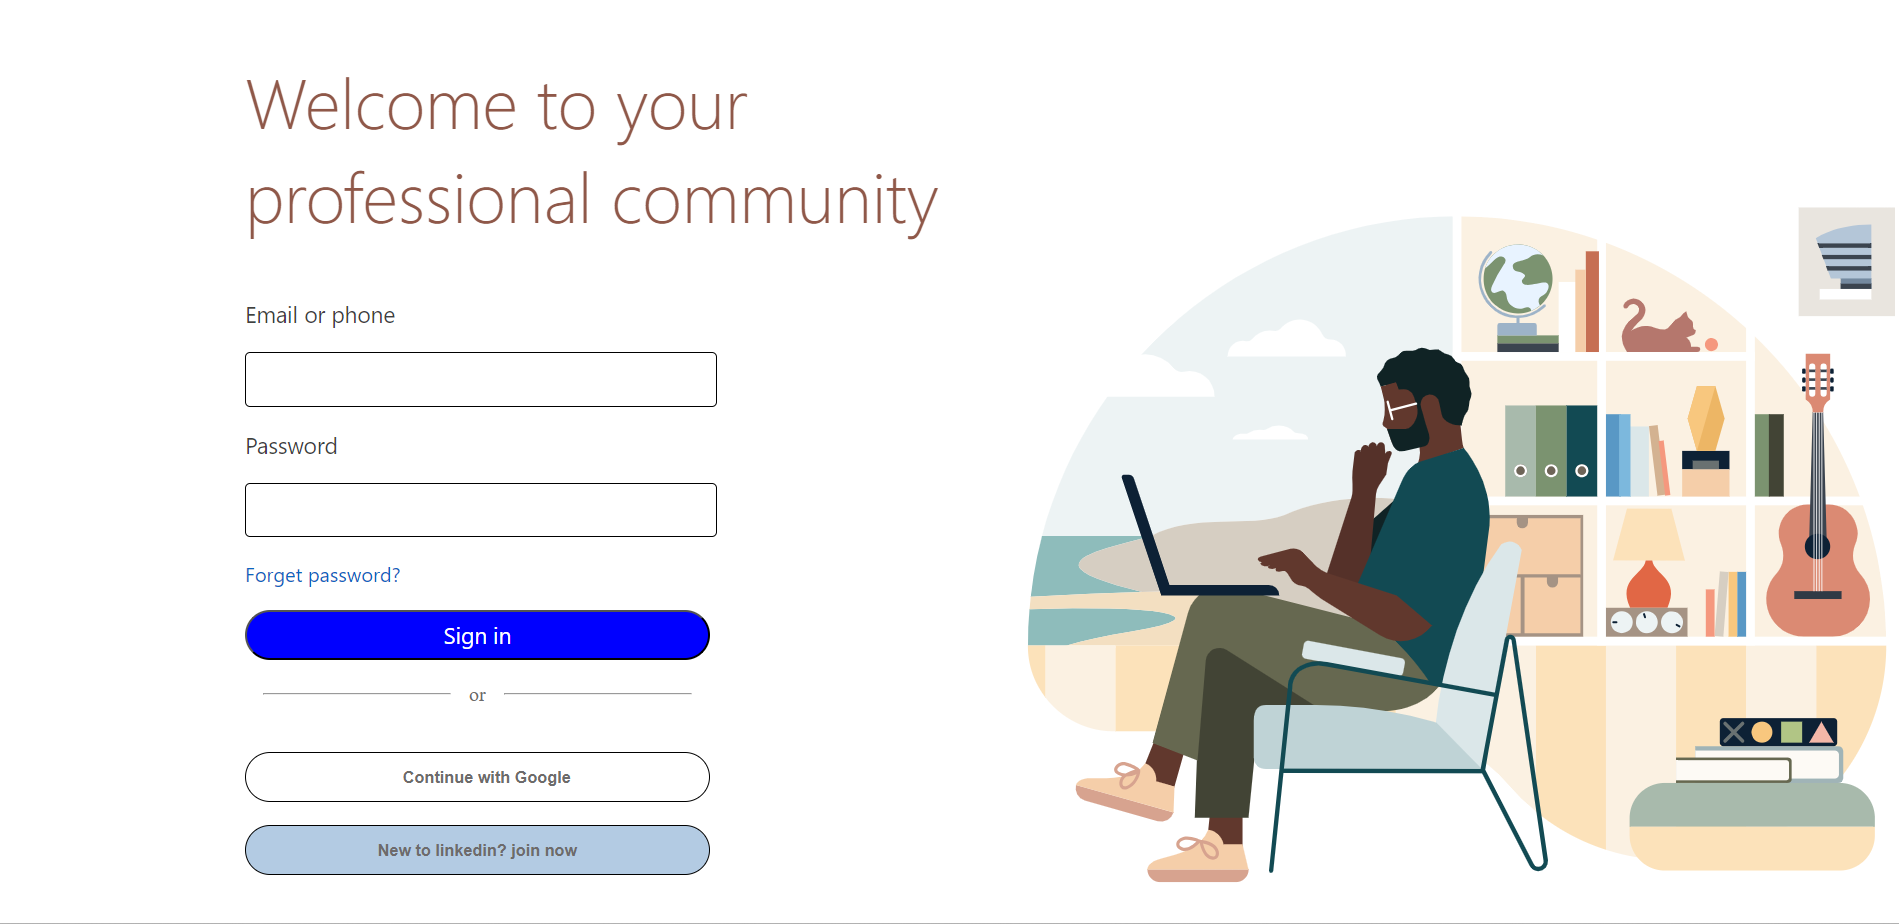 Welcome to your
professional community
Email or phone
Password
Forget password?
Sign in
or
Continue with Google
New to linkedin? join now